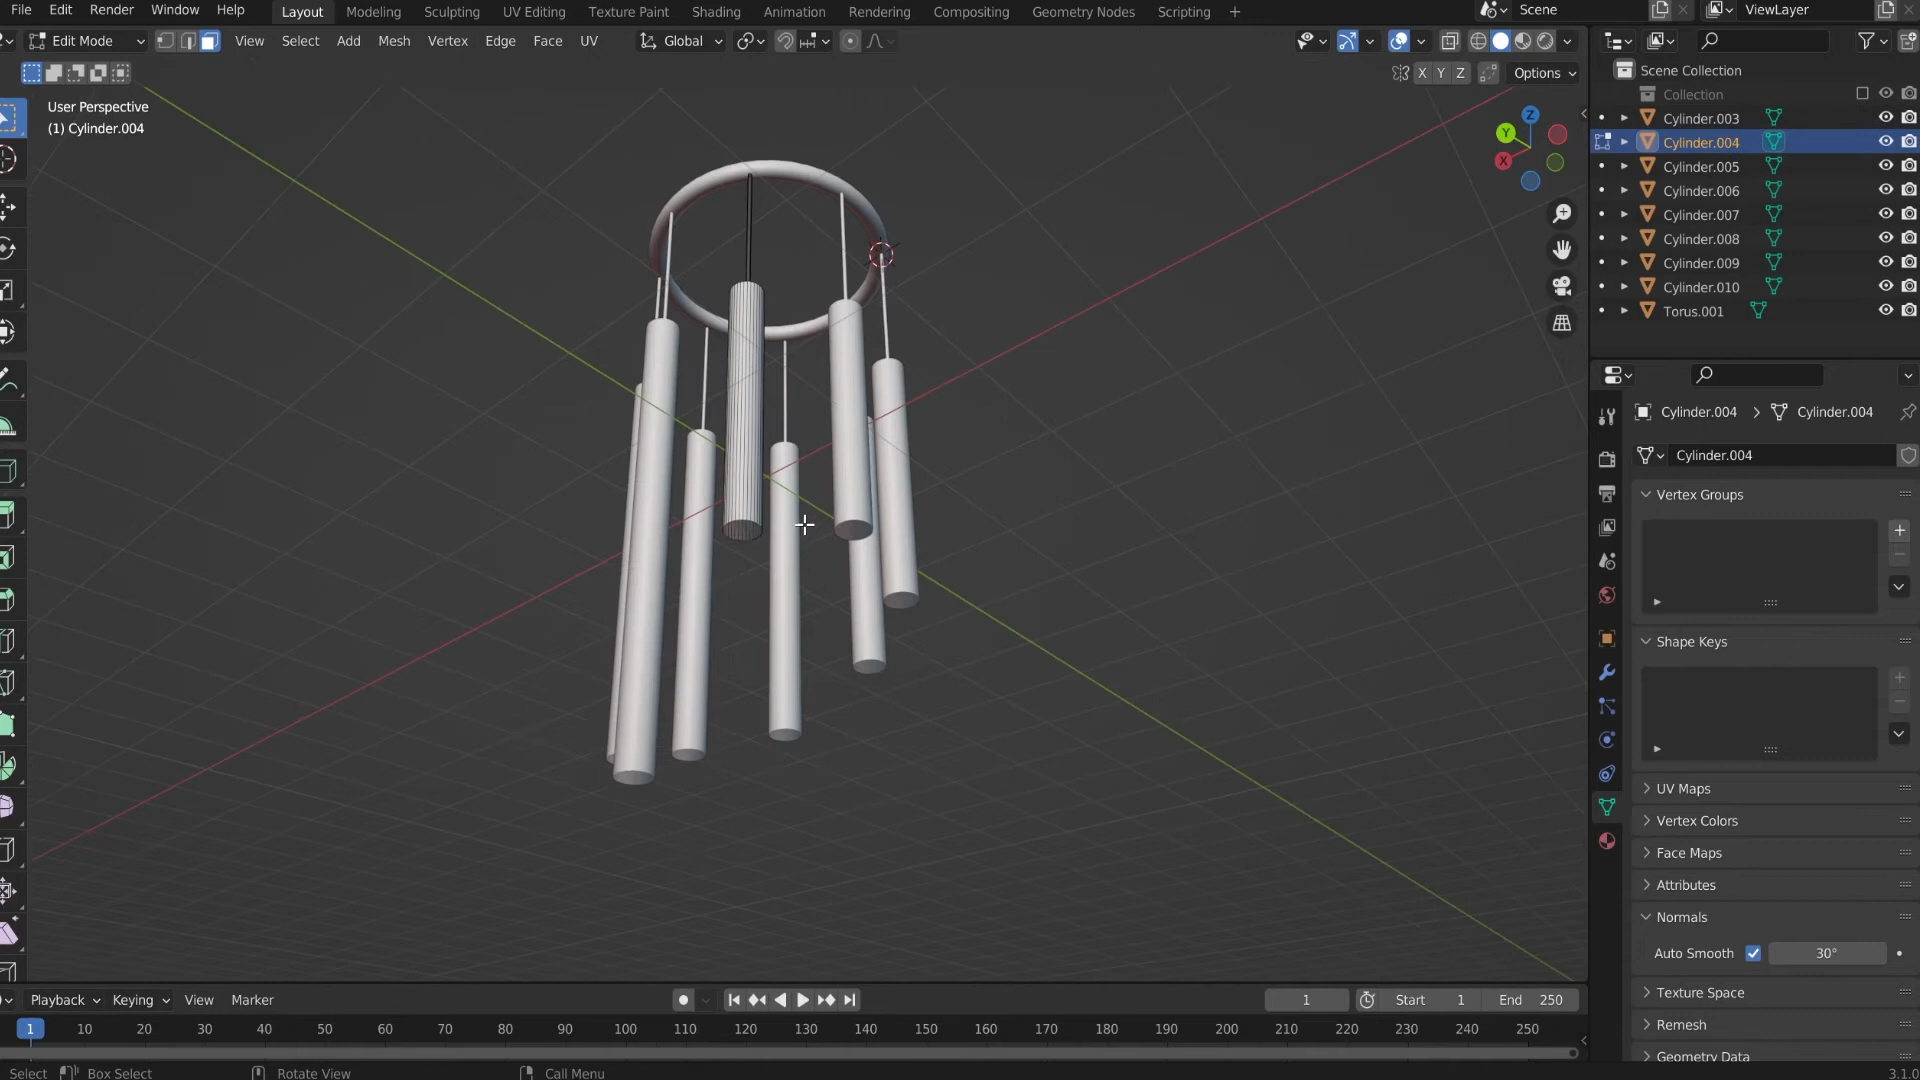 File Edit Render Window Help Layout Modeling Sculpting UV Editing Texture Paint Shading Animation Rendering Compositing Geometry Nodes Scripting + Scene ViewLayer
Edit Mode View Select Add Mesh Vertex Edge Face UV Global
X Y Z Options
User Perspective
(1) Cylinder.004
Z
Y
X
Scene Collection
Collection
Cylinder.003
Cylinder.004
Cylinder.005
Cylinder.006
Cylinder.007
Cylinder.008
Cylinder.009
Cylinder.010
Torus.001
Cylinder.004 > Cylinder.004
Cylinder.004
Vertex Groups
Shape Keys
UV Maps
Vertex Colors
Face Maps
Attributes
Normals
Auto Smooth 30°
Texture Space
Remesh
Geometry Data
Playback Keying View Marker 1 Start 1 End 250
1 10 20 30 40 50 60 70 80 90 100 110 120 130 140 150 160 170 180 190 200 210 220 230 240 250
Select Box Select Rotate View Call Menu 3.1.0